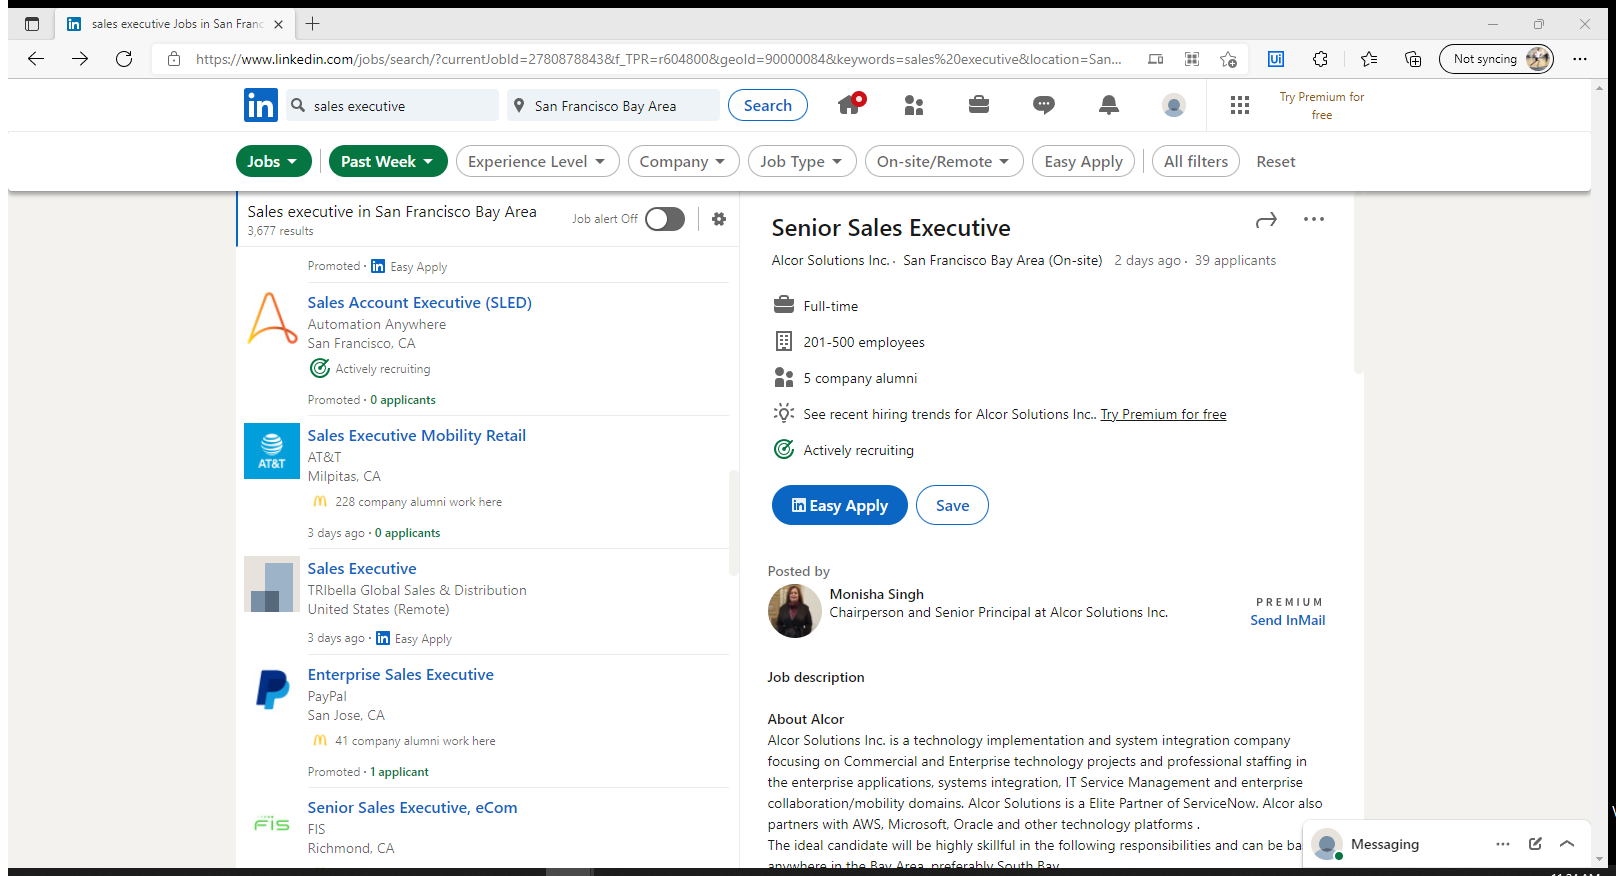 sales executive Jobs in San Franc
https://www.linkedin.com/jobs/search/?currentJobId=2780878843&f_TPR=r604800&geoId=90000084&keywords=sales%20executive&location=San...
Not syncing
in
sales executive
San Francisco Bay Area
Search
Try Premium for
free
Jobs
Past Week
Experience Level
Company
Job Type
On-site/Remote
Easy Apply
All filters
Reset
Sales executive in San Francisco Bay Area
3,677 results
Job alert Off
Promoted · in Easy Apply
Sales Account Executive (SLED)
Automation Anywhere
San Francisco, CA
Actively recruiting
Promoted · 0 applicants
AT&T
Sales Executive Mobility Retail
AT&T
Milpitas, CA
228 company alumni work here
3 days ago · 0 applicants
Sales Executive
TRIbella Global Sales & Distribution
United States (Remote)
3 days ago · in Easy Apply
Enterprise Sales Executive
PayPal
San Jose, CA
41 company alumni work here
Promoted · 1 applicant
FIS
Senior Sales Executive, eCom
FIS
Richmond, CA
Senior Sales Executive
Alcor Solutions Inc. · San Francisco Bay Area (On-site) 2 days ago · 39 applicants
Full-time
201-500 employees
5 company alumni
See recent hiring trends for Alcor Solutions Inc.. Try Premium for free
Actively recruiting
in Easy Apply
Save
Posted by
Monisha Singh
Chairperson and Senior Principal at Alcor Solutions Inc.
PREMIUM
Send InMail
Job description
About Alcor
Alcor Solutions Inc. is a technology implementation and system integration company
focusing on Commercial and Enterprise technology projects and professional staffing in
the enterprise applications, systems integration, IT Service Management and enterprise
collaboration/mobility domains. Alcor Solutions is a Elite Partner of ServiceNow. Alcor also
partners with AWS, Microsoft, Oracle and other technology platforms .
The ideal candidate will be highly skillful in the following responsibilities and can be ba
anywhere in the Bay Area, preferably South Bay
Messaging